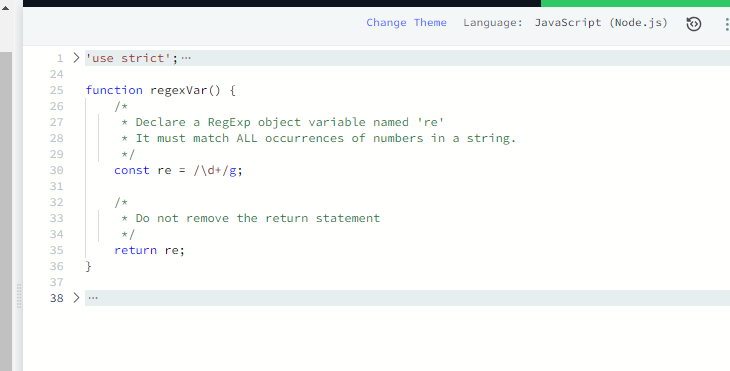 Change Theme Language: JavaScript (Node.js)
1 > 'use strict';⋯
24
25 function regexVar() {
26     /*
27      * Declare a RegExp object variable named 're'
28      * It must match ALL occurrences of numbers in a string.
29      */
30     const re = /\d+/g;
31
32     /*
33      * Do not remove the return statement
34      */
35     return re;
36 }
37
38 > ⋯